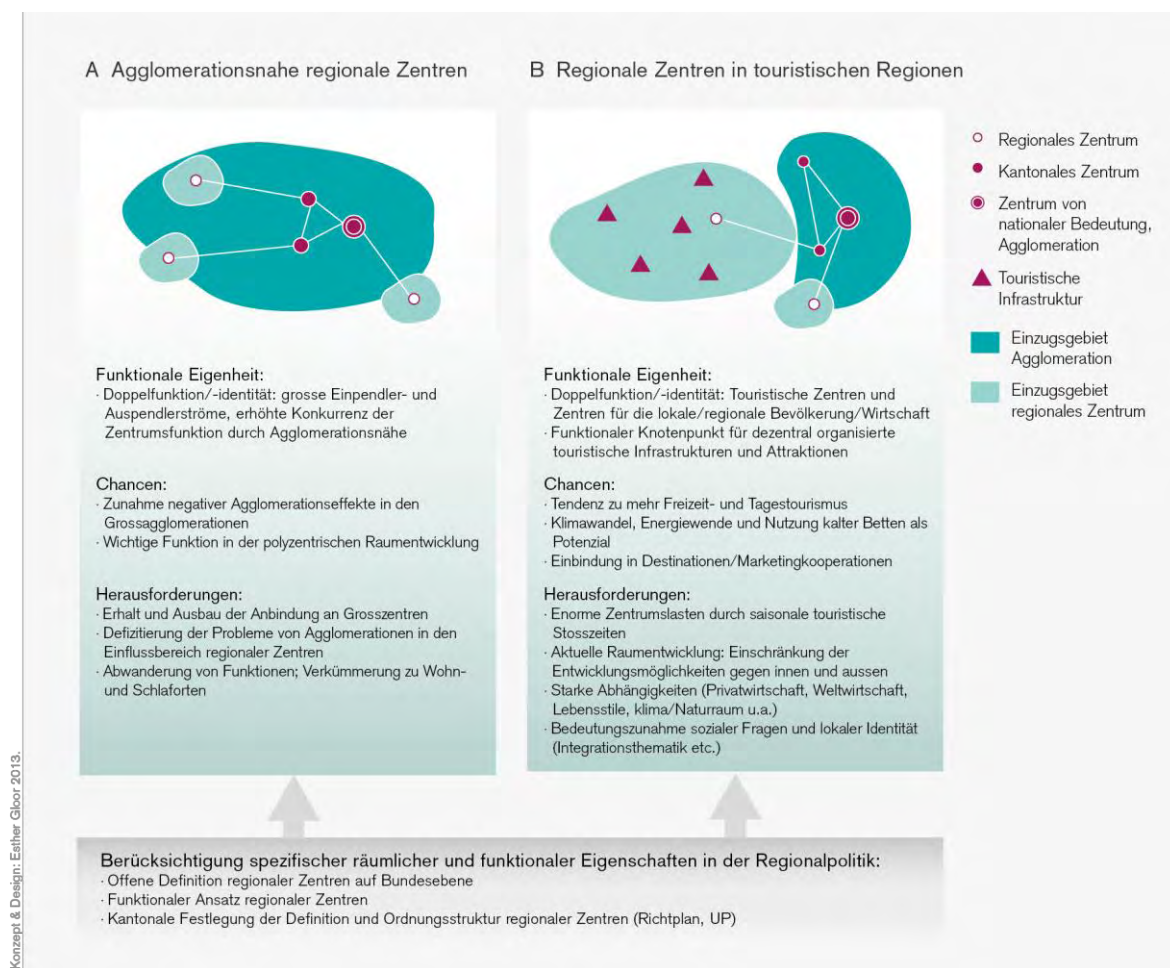 A Agglomerationsnahe regionale Zentren
B Regionale Zentren in touristischen Regionen
Regionales Zentrum
Kantonales Zentrum
Zentrum von
nationaler Bedeutung,
Agglomeration
Touristische
Infrastruktur
Einzugsgebiet
Agglomeration
Einzugsgebiet
regionales Zentrum
Funktionale Eigenheit:
· Doppelfunktion/-identität: grosse Einpendler- und
Auspendlerströme, erhöhte Konkurrenz der
Zentrumsfunktion durch Agglomerationsnähe
Chancen:
· Zunahme negativer Agglomerationseffekte in den
Grossagglomerationen
· Wichtige Funktion in der polyzentrischen Raumentwicklung
Herausforderungen:
· Erhalt und Ausbau der Anbindung an Grosszentren
· Defizitierung der Probleme von Agglomerationen in den
Einflussbereich regionaler Zentren
· Abwanderung von Funktionen; Verkümmerung zu Wohn-
und Schlaforten
Funktionale Eigenheit:
· Doppelfunktion/-identität: Touristische Zentren und
Zentren für die lokale/regionale Bevölkerung/Wirtschaft
· Funktionaler Knotenpunkt für dezentral organisierte
touristische Infrastrukturen und Attraktionen
Chancen:
· Tendenz zu mehr Freizeit- und Tagestourismus
· Klimawandel, Energiewende und Nutzung kalter Betten als
Potenzial
· Einbindung in Destinationen/Marketingkooperationen
Herausforderungen:
· Enorme Zentrumslasten durch saisonale touristische
Stosszeiten
· Aktuelle Raumentwicklung: Einschränkung der
Entwicklungsmöglichkeiten gegen innen und aussen
· Starke Abhängigkeiten (Privatwirtschaft, Weltwirtschaft,
Lebensstile, klima/Naturraum u.a.)
· Bedeutungszunahme sozialer Fragen und lokaler Identität
(Integrationsthematik etc.)
Berücksichtigung spezifischer räumlicher und funktionaler Eigenschaften in der Regionalpolitik:
· Offene Definition regionaler Zentren auf Bundesebene
· Funktionaler Ansatz regionaler Zentren
· Kantonale Festlegung der Definition und Ordnungsstruktur regionaler Zentren (Richtplan, UP)
Konzept & Design: Esther Gloor 2013.